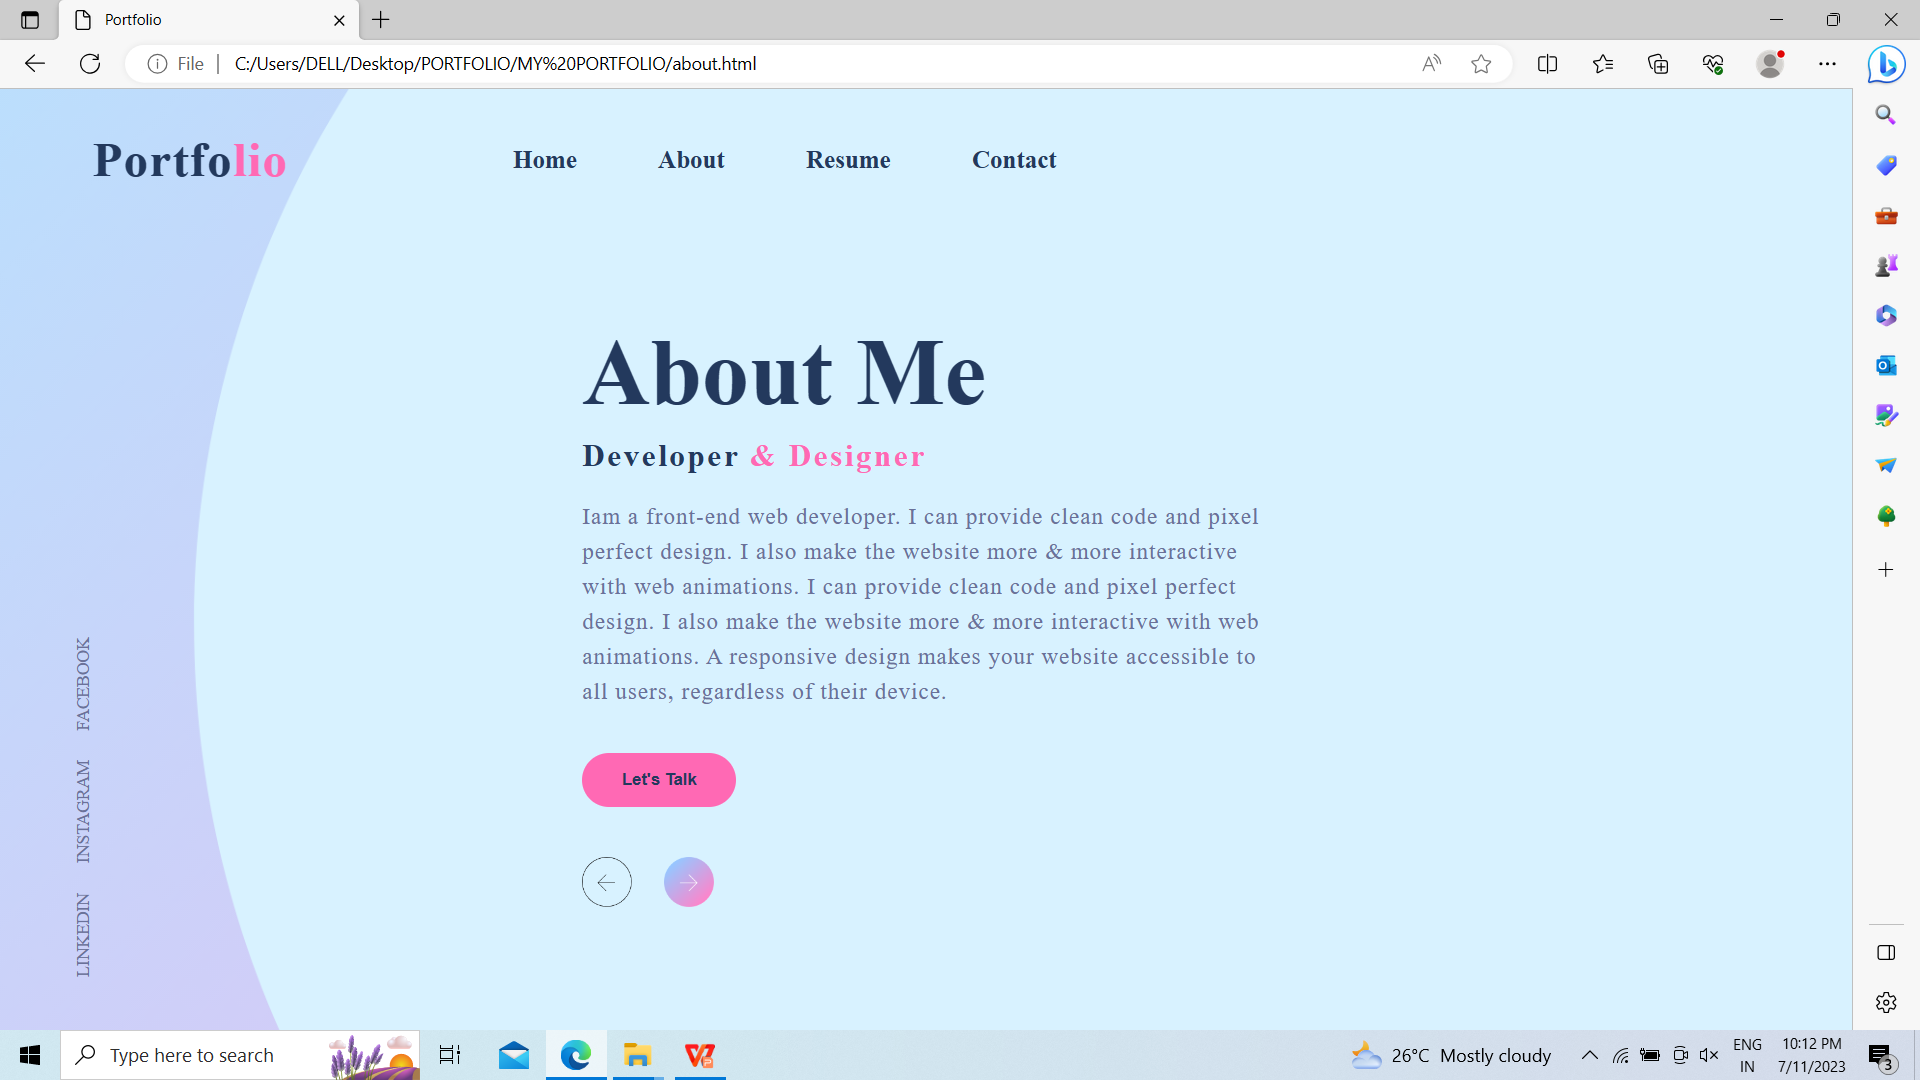 Portfolio
File
C:/Users/DELL/Desktop/PORTFOLIO/MY%20PORTFOLIO/about.html
Portfolio
Home About Resume Contact
About Me
Developer & Designer
Iam a front-end web developer. I can provide clean code and pixel
perfect design. I also make the website more & more interactive
with web animations. I can provide clean code and pixel perfect
design. I also make the website more & more interactive with web
animations. A responsive design makes your website accessible to
all users, regardless of their device.
Let's Talk
FACEBOOK
INSTAGRAM
LINKEDIN
Type here to search
26°C Mostly cloudy
ENG
IN
10:12 PM
7/11/2023
3